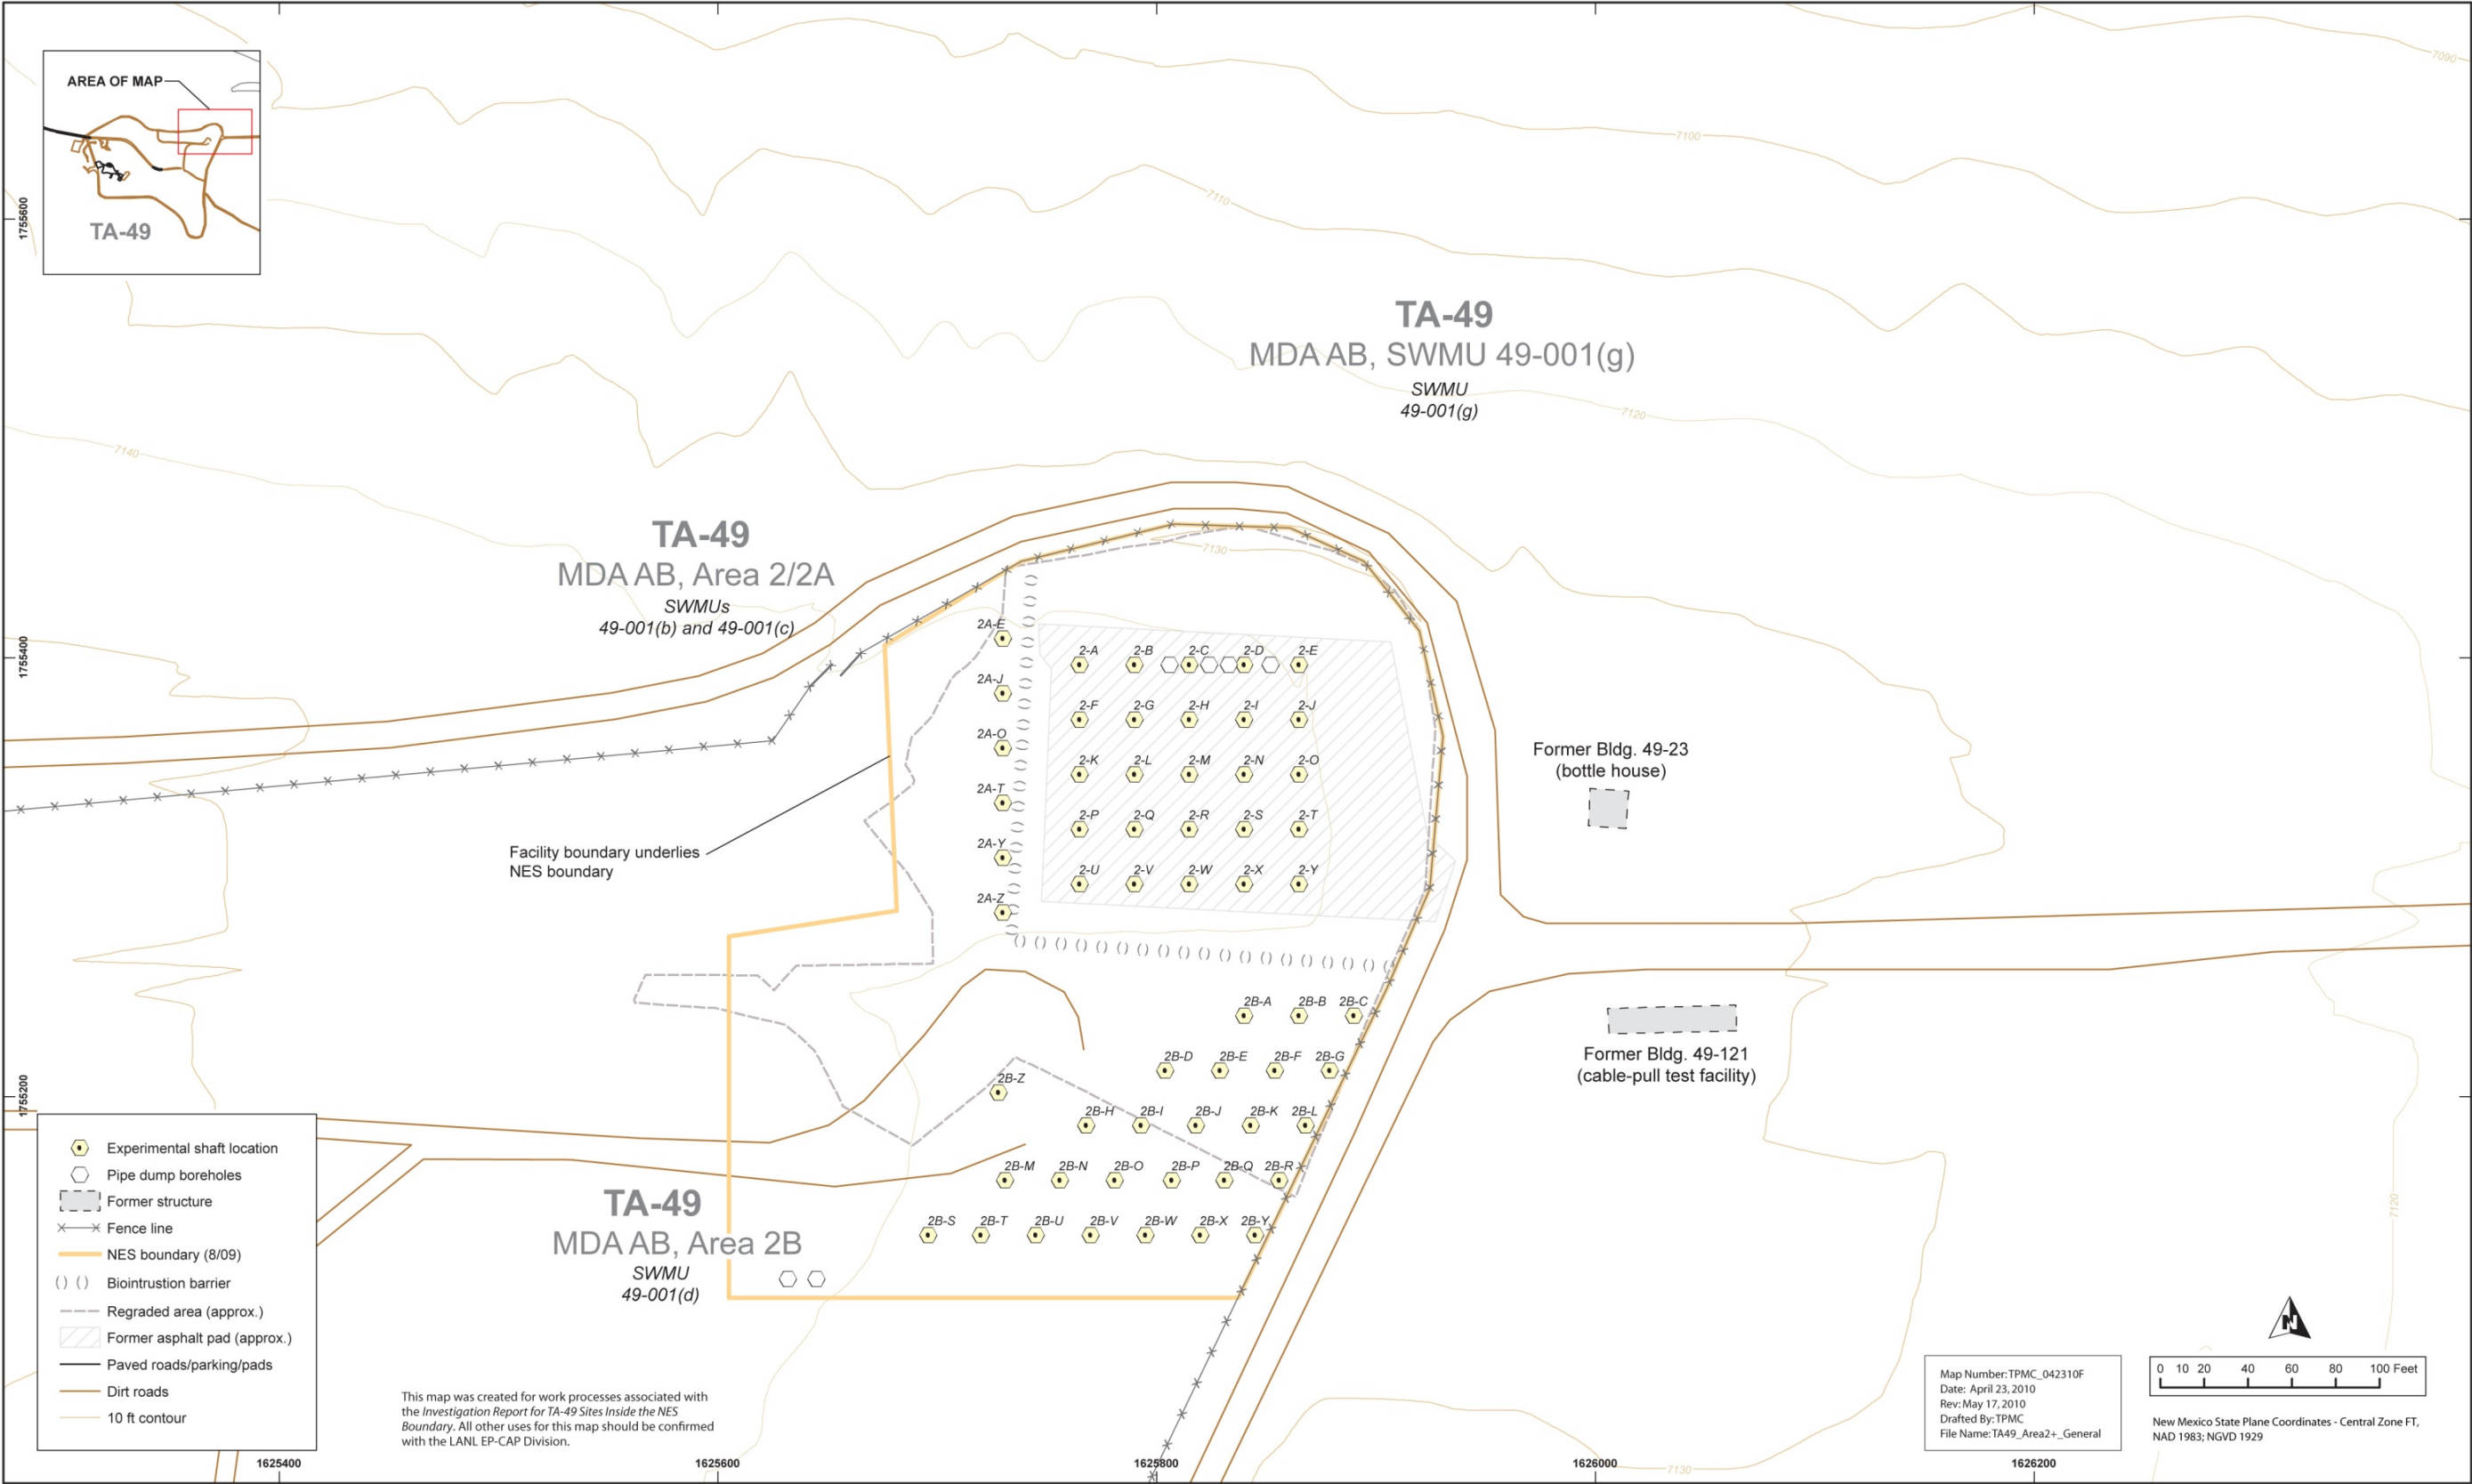 7090
AREA OF MAP
7100
7110
1755600
TA-49
TA-49
MDA AB, SWMU 49-001(g)
SWMU
49-001(g)
7120
7140
TA-49
MDA AB, Area 2/2A
SWMUs
49-001(b) and 49-001(c)
7130
1755400
2A-E
2-A 2-B 2-C 2-D 2-E
2A-J
2-F 2-G 2-H 2-I 2-J
2A-O
2-K 2-L 2-M 2-N 2-O
Former Bldg. 49-23
(bottle house)
2A-T
2-P 2-Q 2-R 2-S 2-T
2A-Y
Facility boundary underlies
NES boundary
2-U 2-V 2-W 2-X 2-Y
2A-Z
2B-A 2B-B 2B-C
2B-D 2B-E 2B-F 2B-G
Former Bldg. 49-121
(cable-pull test facility)
2B-Z
1755200
2B-H 2B-I 2B-J 2B-K 2B-L
2B-M 2B-N 2B-O 2B-P 2B-Q 2B-R
2B-S 2B-T 2B-U 2B-V 2B-W 2B-X 2B-Y
7120
TA-49
MDA AB, Area 2B
SWMU
49-001(d)
Experimental shaft location
Pipe dump boreholes
Former structure
Fence line
NES boundary (8/09)
Biointrustion barrier
Regraded area (approx.)
Former asphalt pad (approx.)
Paved roads/parking/pads
Dirt roads
10 ft contour
This map was created for work processes associated with
the Investigation Report for TA-49 Sites Inside the NES
Boundary. All other uses for this map should be confirmed
with the LANL EP-CAP Division.
N
Map Number: TPMC_042310F
Date: April 23, 2010
Rev: May 17, 2010
Drafted By: TPMC
File Name: TA49_Area2+_General
0 10 20 40 60 80 100 Feet
New Mexico State Plane Coordinates - Central Zone FT,
NAD 1983; NGVD 1929
7130
1625400 1625600 1625800 1626000 1626200